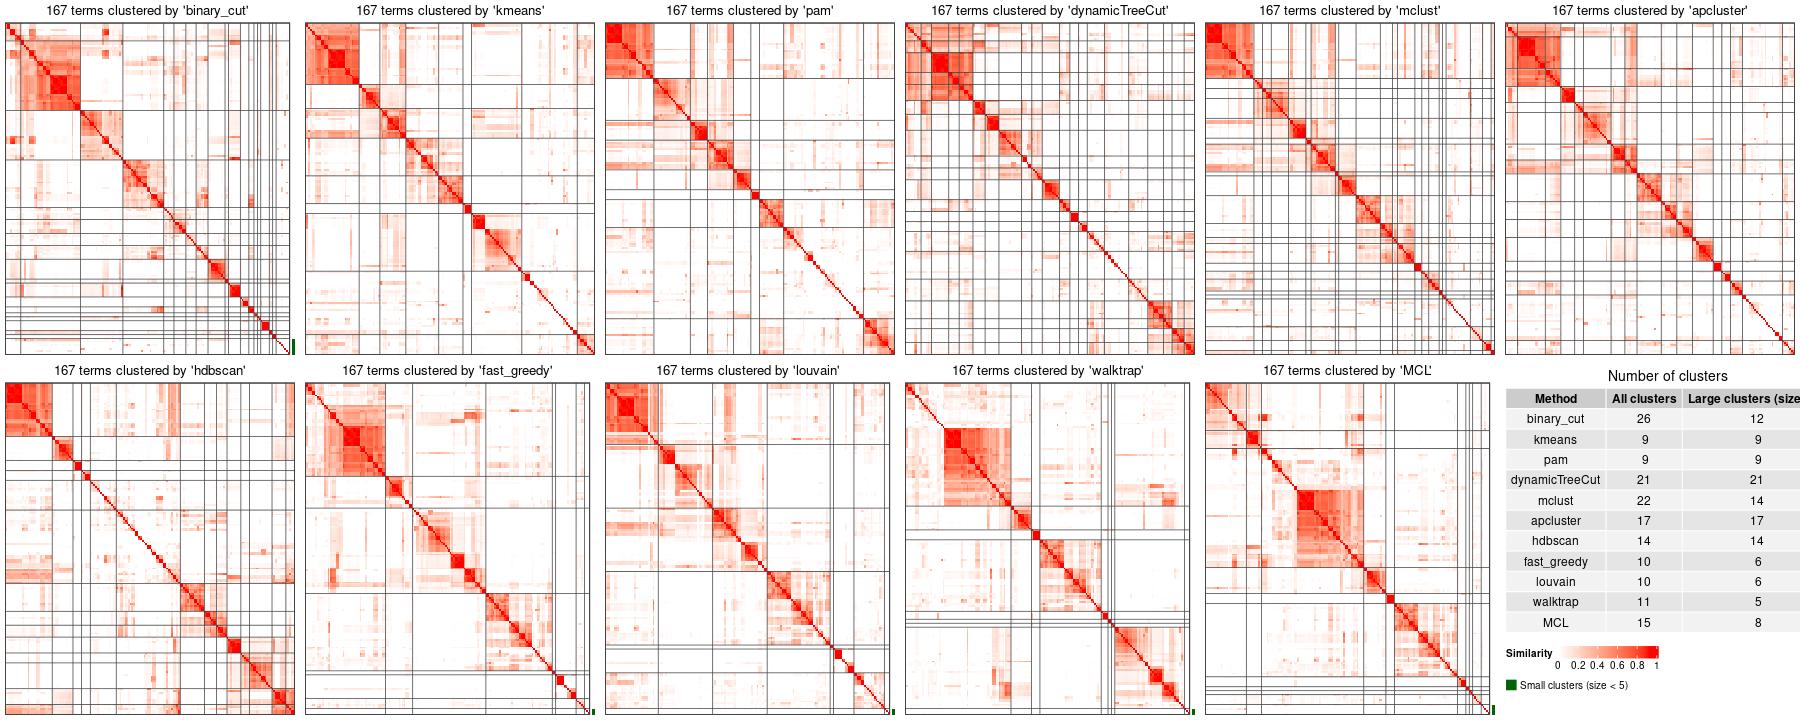 167 terms clustered by 'binary_cut'
167 terms clustered by 'kmeans'
167 terms clustered by 'pam'
167 terms clustered by 'dynamicTreeCut'
167 terms clustered by 'mclust'
167 terms clustered by 'apcluster'
167 terms clustered by 'hdbscan'
167 terms clustered by 'fast_greedy'
167 terms clustered by 'louvain'
167 terms clustered by 'walktrap'
167 terms clustered by 'MCL'
Number of clusters
Method All clusters Large clusters (size
binary_cut 26 12
kmeans 9 9
pam 9 9
dynamicTreeCut 21 21
mclust 22 14
apcluster 17 17
hdbscan 14 14
fast_greedy 10 6
louvain 10 6
walktrap 11 5
MCL 15 8
Similarity
0 0.2 0.4 0.6 0.8 1
Small clusters (size < 5)